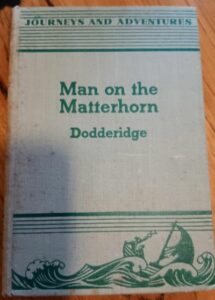 JOURNEYS AND ADVENTURES
Man on the
Matterhorn
Dodderidge